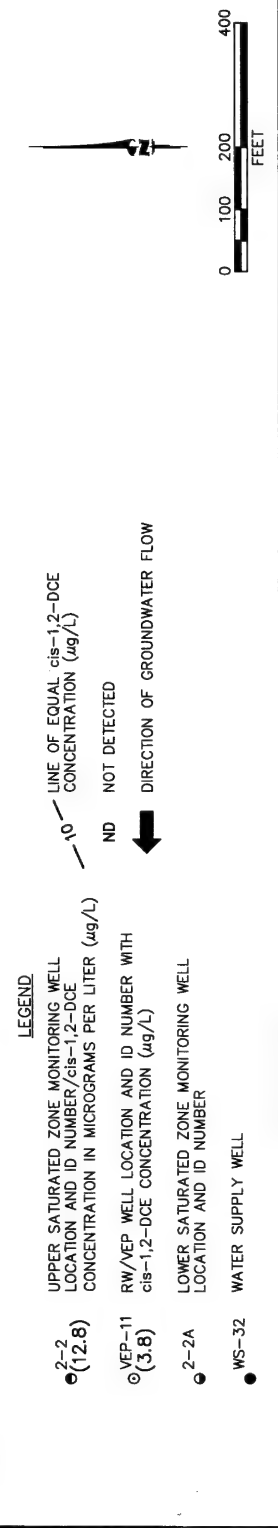 LEGEND
2-2
(12.8)
UPPER SATURATED ZONE MONITORING WELL
LOCATION AND ID NUMBER/cis-1,2-DCE
CONCENTRATION IN MICROGRAMS PER LITER (ug/L)
VEP-11
(3.8)
RW/VEP WELL LOCATION AND ID NUMBER WITH
cis-1,2-DCE CONCENTRATION (ug/L)
2-2A
LOWER SATURATED ZONE MONITORING WELL
LOCATION AND ID NUMBER
WS-32
WATER SUPPLY WELL
10
LINE OF EQUAL cis-1,2-DCE
CONCENTRATION (ug/L)
ND
NOT DETECTED
DIRECTION OF GROUNDWATER FLOW
N
0 100 200 400
FEET